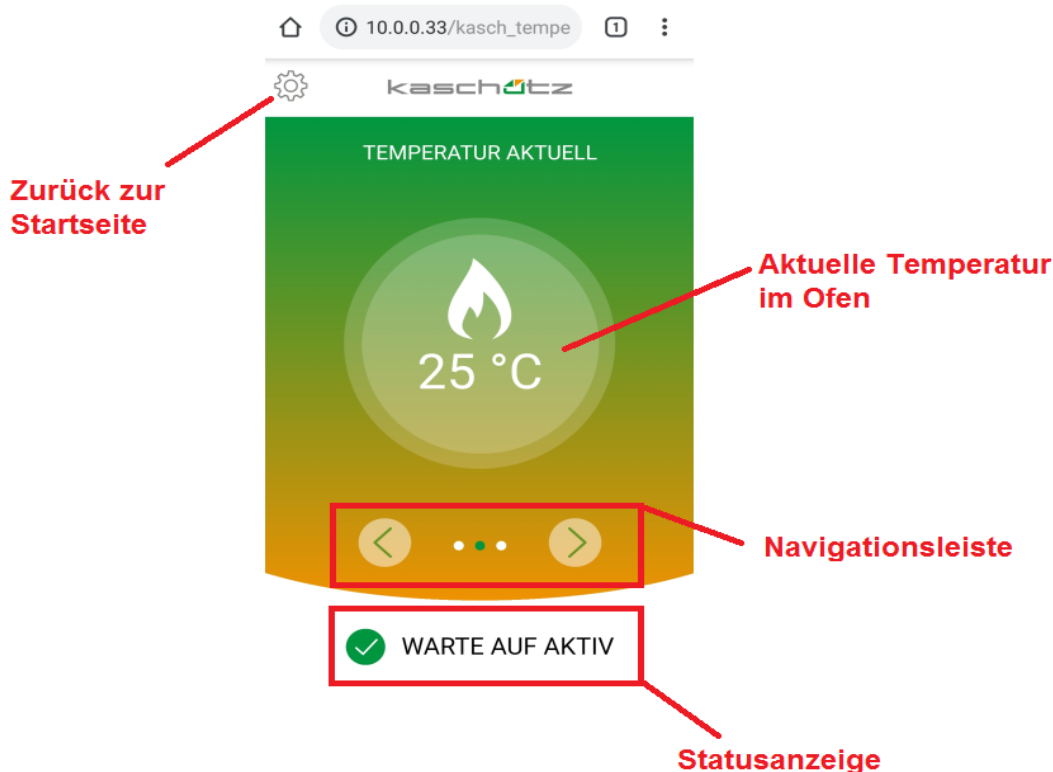 10.0.0.33/kasch_tempe
1
kaschütz
TEMPERATUR AKTUELL
Zurück zur
Startseite
Aktuelle Temperatur
im Ofen
25 °C
Navigationsleiste
WARTE AUF AKTIV
Statusanzeige